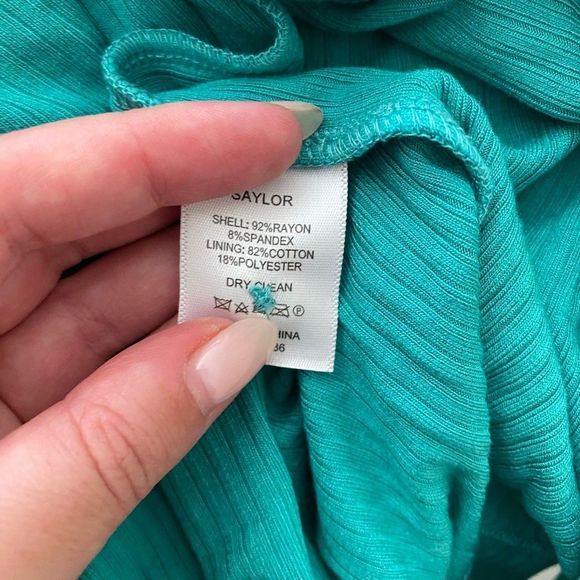 SAYLOR
SHELL: 92%RAYON
8%SPANDEX
LINING: 82%COTTON
18%POLYESTER
DRY CLEAN
P